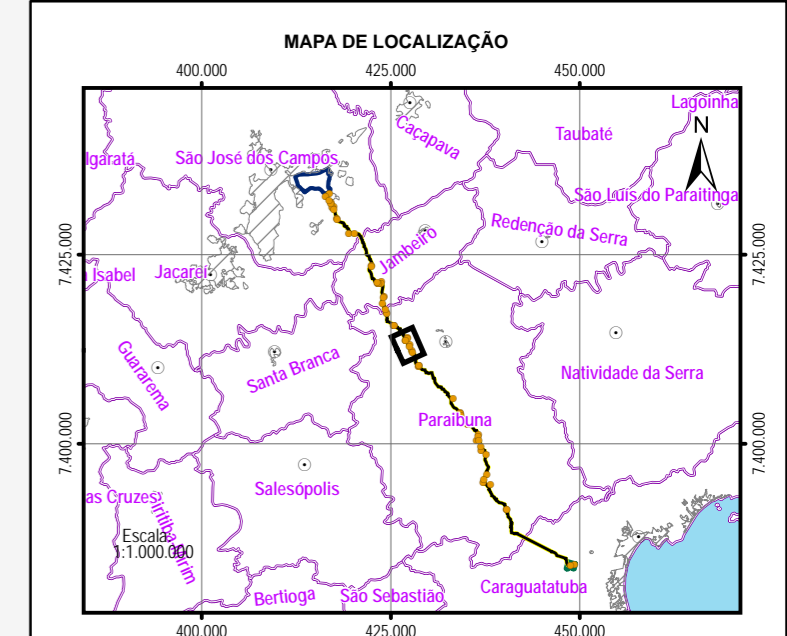 MAPA DE LOCALIZAÇÃO
400.000
425.000
450.000
Lagoinha
N
Caçapava
Taubaté
Igaratá
São José dos Campos
São Luís do Paraitinga
Redenção da Serra
7.425.000
7.425.000
Jambeiro
Isabel
Jacareí
Guararema
Santa Branca
Natividade da Serra
Paraibuna
7.400.000
7.400.000
Salesópolis
as Cruzes
Biritiba Mirim
Escala:
1:1.000.000
Caraguatatuba
Bertioga
São Sebastião
400.000
425.000
450.000